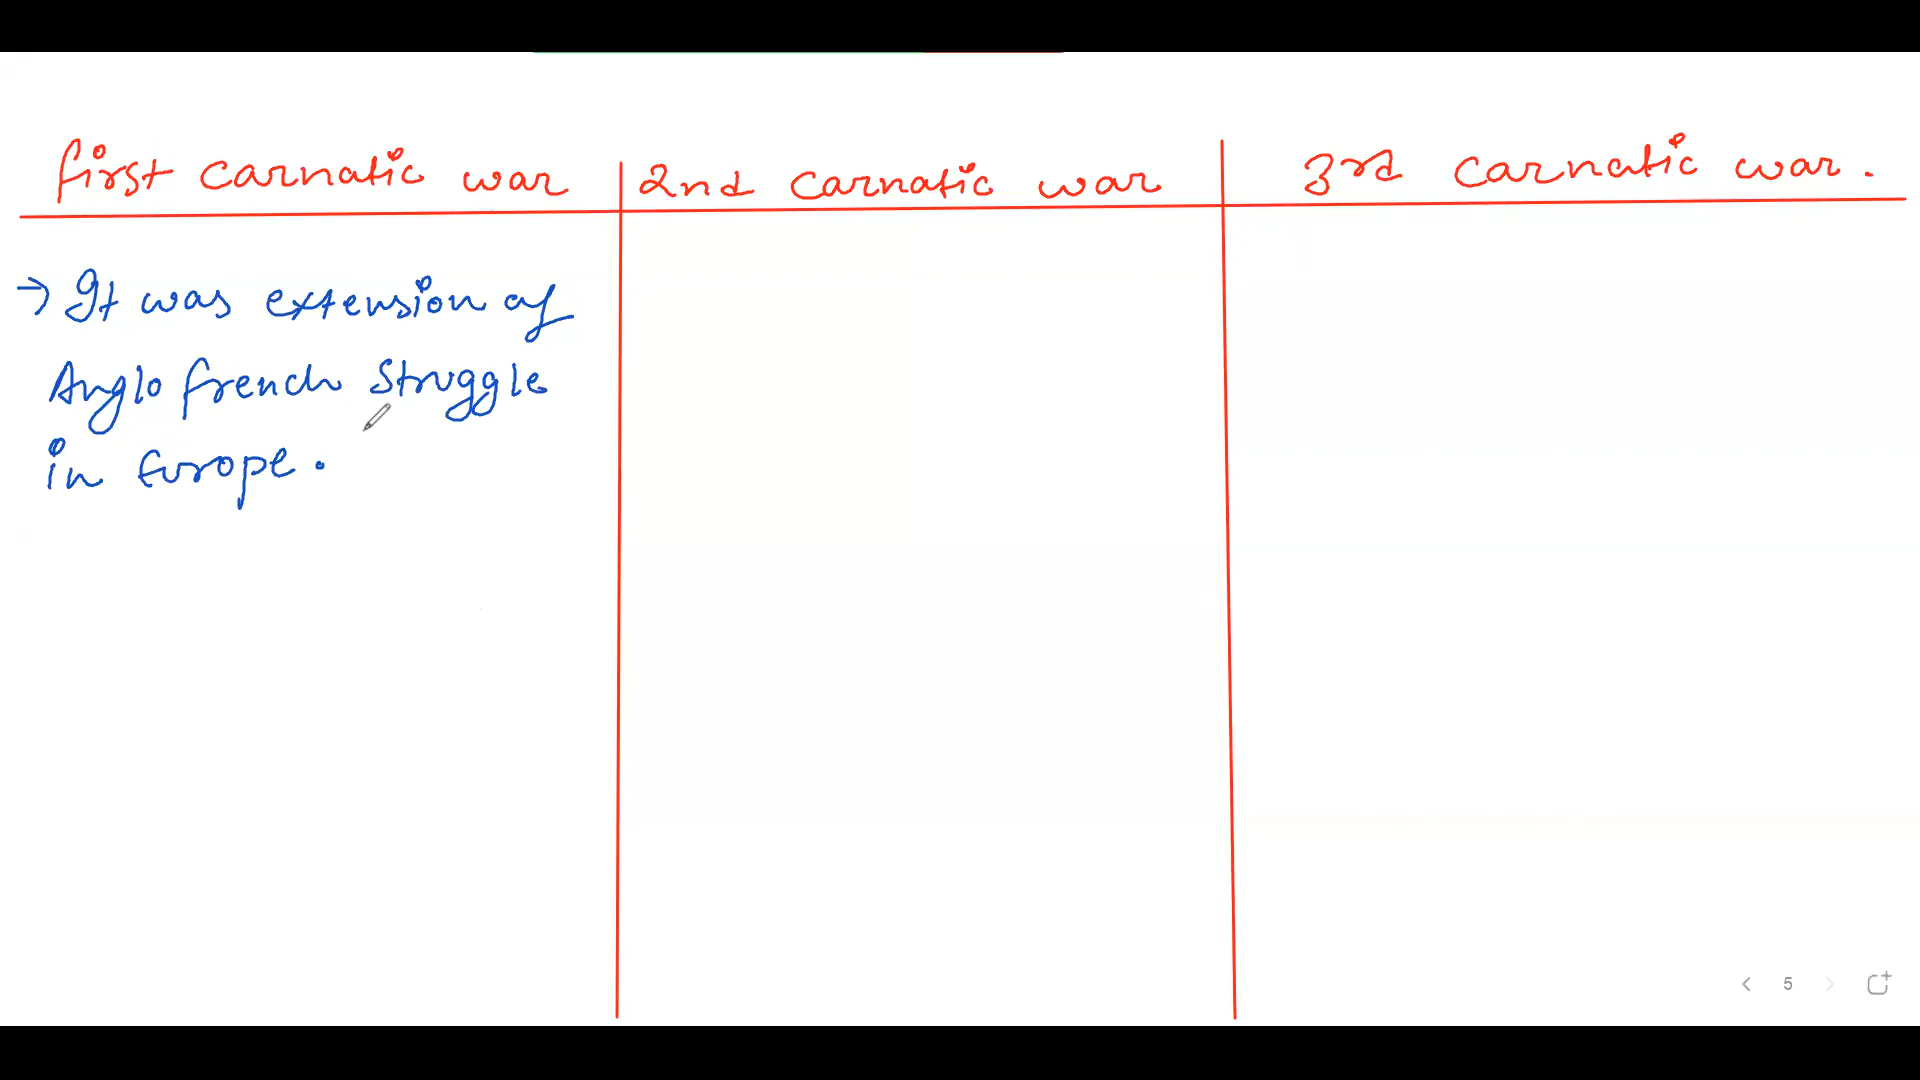 first carnatic war 2nd carnatic war 3rd carnatic war.
→ It was extension of
Anglo french struggle
in Europe.
5